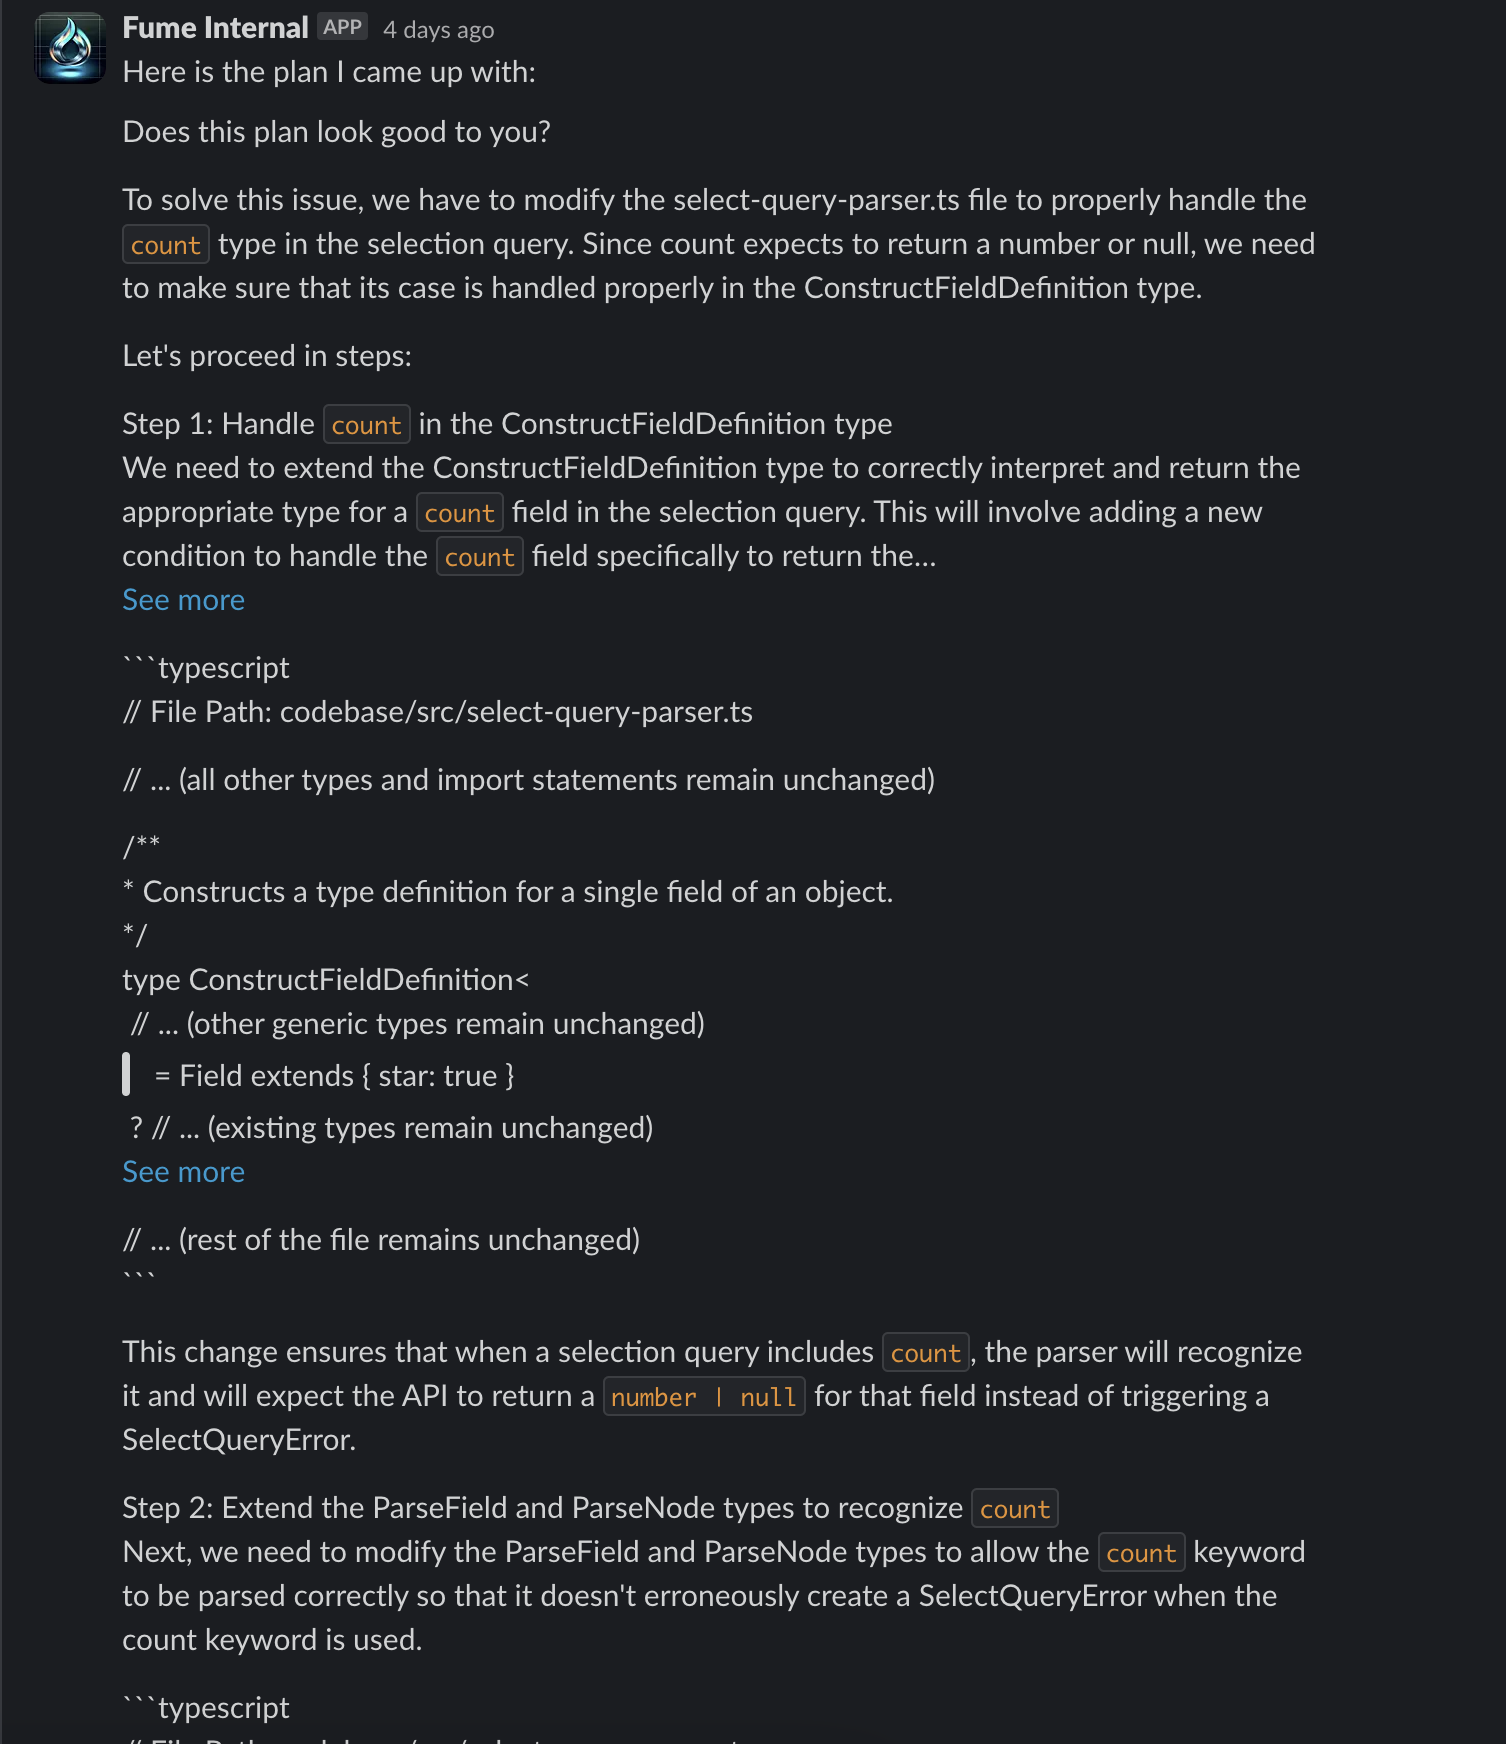 Fume Internal APP 4 days ago
Here is the plan I came up with:
Does this plan look good to you?
To solve this issue, we have to modify the select-query-parser.ts file to properly handle the
count type in the selection query. Since count expects to return a number or null, we need
to make sure that its case is handled properly in the ConstructFieldDefinition type.
Let's proceed in steps:
Step 1: Handle count in the ConstructFieldDefinition type
We need to extend the ConstructFieldDefinition type to correctly interpret and return the
appropriate type for a count field in the selection query. This will involve adding a new
condition to handle the count field specifically to return the...
See more
```typescript
// File Path: codebase/src/select-query-parser.ts
// ... (all other types and import statements remain unchanged)
/**
* Constructs a type definition for a single field of an object.
*/
type ConstructFieldDefinition<
// ... (other generic types remain unchanged)
= Field extends { star: true }
? // ... (existing types remain unchanged)
See more
// ... (rest of the file remains unchanged)
```
This change ensures that when a selection query includes count, the parser will recognize
it and will expect the API to return a number | null for that field instead of triggering a
SelectQueryError.
Step 2: Extend the ParseField and ParseNode types to recognize count
Next, we need to modify the ParseField and ParseNode types to allow the count keyword
to be parsed correctly so that it doesn't erroneously create a SelectQueryError when the
count keyword is used.
```typescript